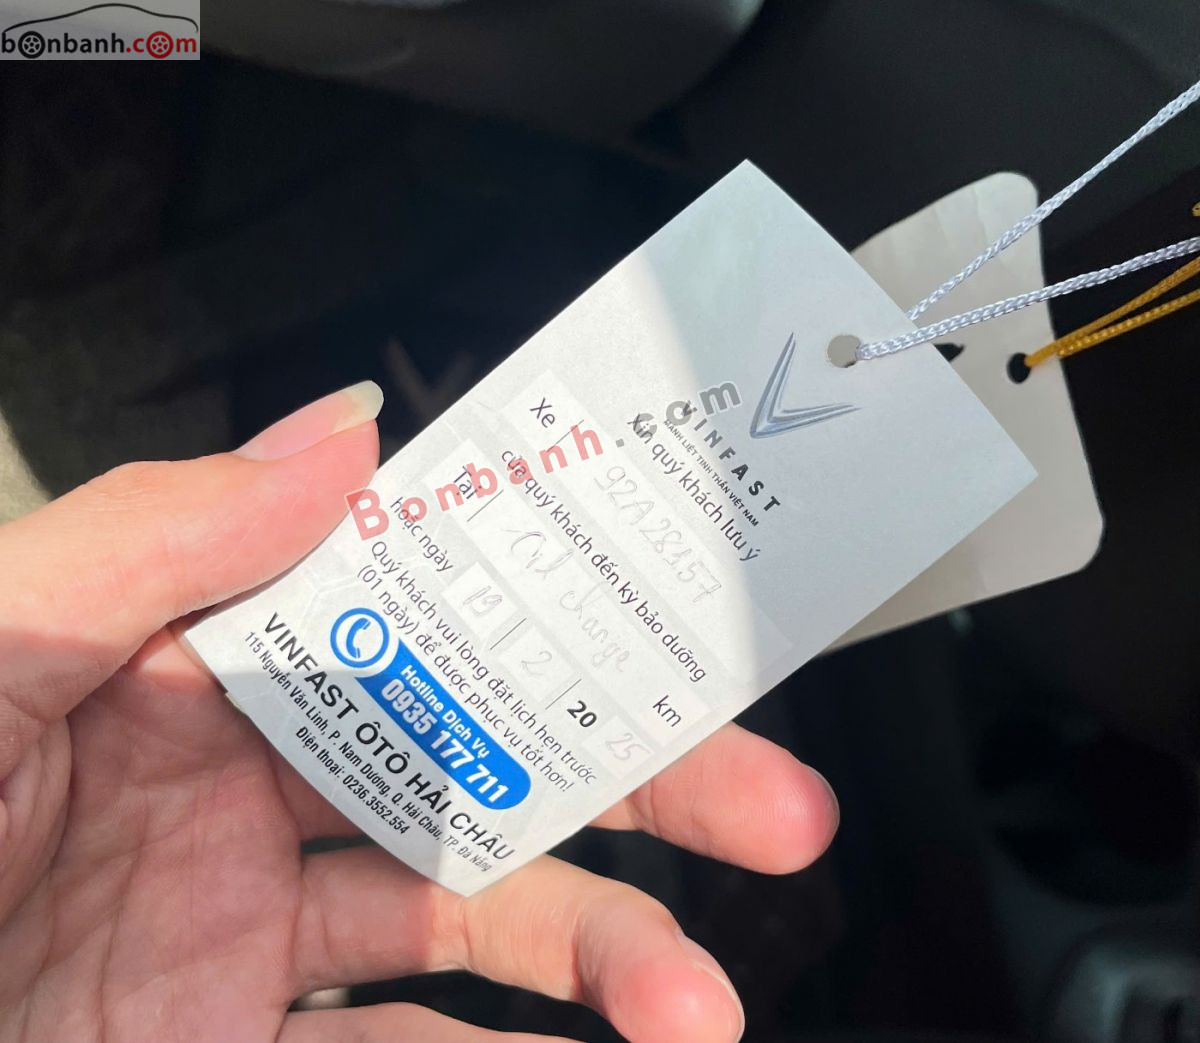 bonbanh.com
VINFAST
MÃNH LIỆT TINH THẦN VIỆT NAM
Xin quý khách lưu ý
Xe 92A28157
của quý khách đến kỳ bảo dưỡng
Tại change km
hoặc ngày 19 / 2 / 20 25
Quý khách vui lòng đặt lịch hẹn trước
(01 ngày) để được phục vụ tốt hơn!
Hotline Dịch Vụ
0935 177 711
VINFAST ÔTÔ HẢI CHÂU
115 Nguyễn Văn Linh, P. Nam Dương, Q. Hải Châu, TP. Đà Nẵng
Điện thoại: 0236.3552.554
Bonbanh.com